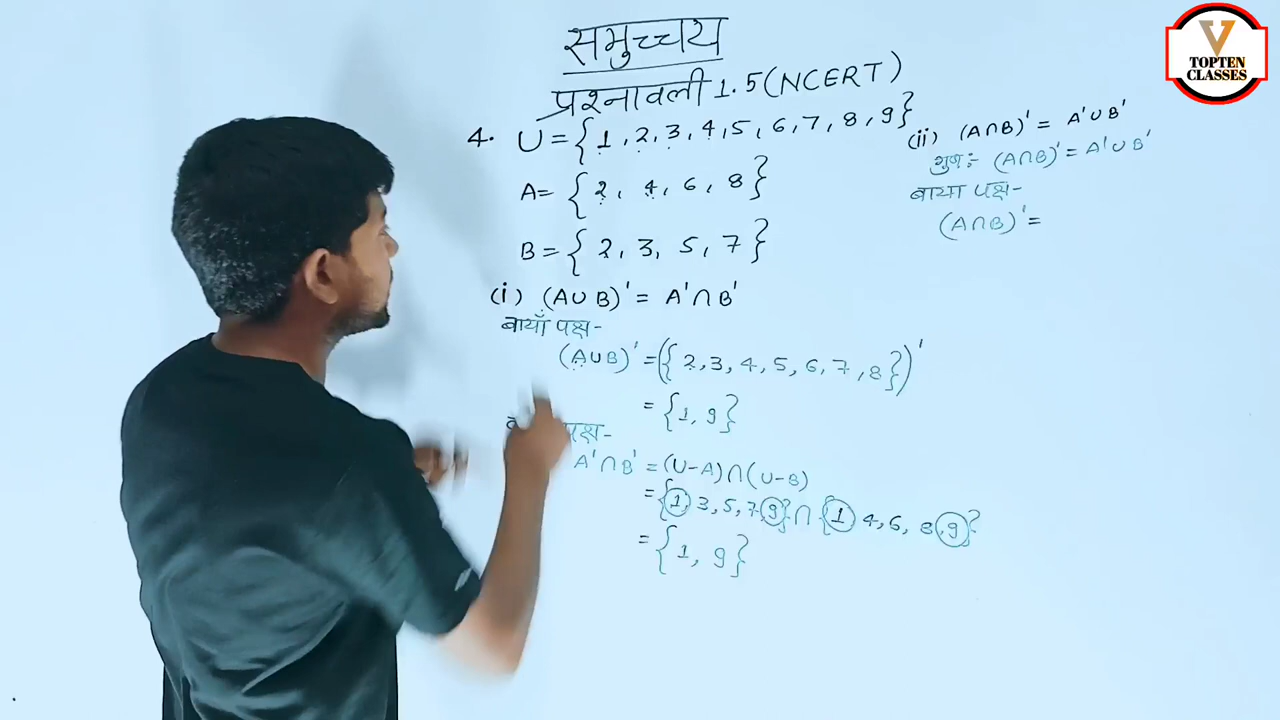 समुच्चय
प्रश्नावली 1.5 (NCERT)
4. U = {1, 2, 3, 4, 5, 6, 7, 8, 9}
A = {2, 4, 6, 8}
B = {2, 3, 5, 7}
(i) (A∪B)' = A'∩B'
बायाँ पक्ष-
(A∪B)' = ({2, 3, 4, 5, 6, 7, 8})'
= {1, 9}
पक्ष-
A'∩B' = (U-A)∩(U-B)
= {1, 3, 5, 7, 9} ∩ {1 4, 6, 8, 9}
= {1, 9}
(ii) (A∩B)' = A'∪B'
(A∩B)' = A'∪B'
बाया पक्ष-
(A∩B)' =
V
TOPTEN
CLASSES